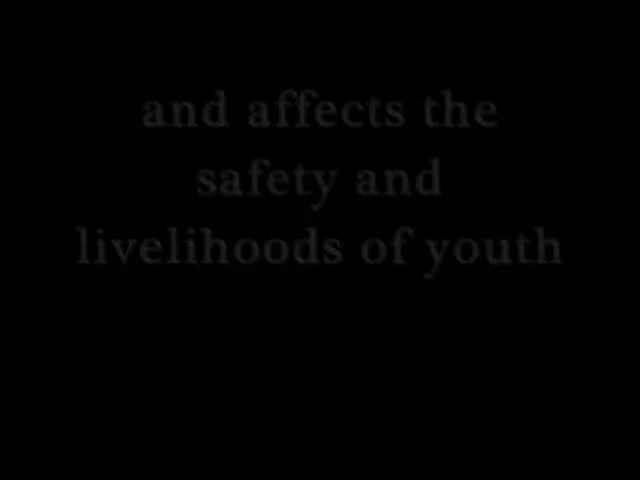 and affects the
safety and
livelihoods of youth